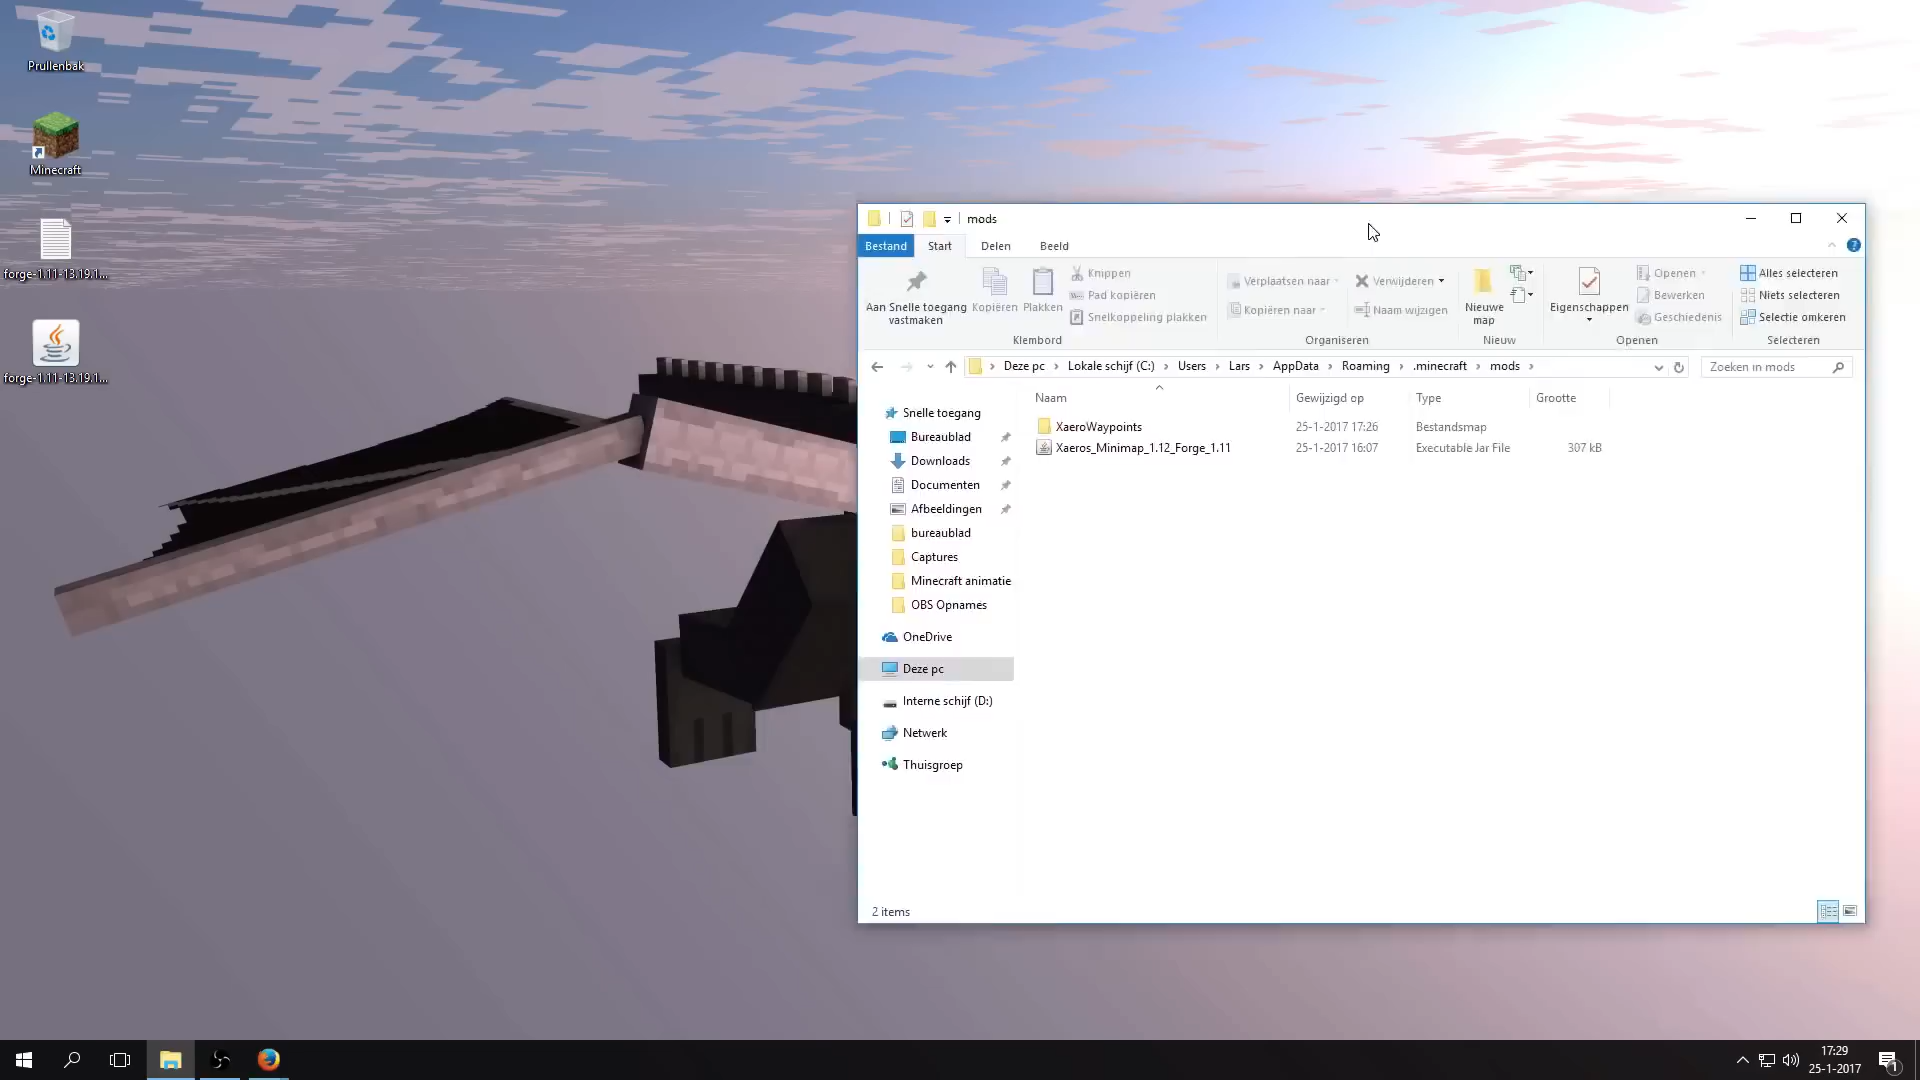 Prullenbak
Minecraft
forge-1.11-13.19.1...
forge-1.11-13.19.1...
mods
Bestand
Start
Delen
Beeld
Aan Snelle toegang
vastmaken
Kopiëren
Plakken
Knippen
Pad kopiëren
Snelkoppeling plakken
Klembord
Verplaatsen naar
Kopiëren naar
Verwijderen
Naam wijzigen
Organiseren
Nieuwe
map
Nieuw
Eigenschappen
Openen
Bewerken
Geschiedenis
Openen
Alles selecteren
Niets selecteren
Selectie omkeren
Selecteren
Deze pc
Lokale schijf (C:)
Users
Lars
AppData
Roaming
.minecraft
mods
Zoeken in mods
Snelle toegang
Bureaublad
Downloads
Documenten
Afbeeldingen
bureaublad
Captures
Minecraft animatie
OBS Opnames
OneDrive
Deze pc
Interne schijf (D:)
Netwerk
Thuisgroep
Naam
Gewijzigd op
Type
Grootte
XaeroWaypoints
25-1-2017 17:26
Bestandsmap
Xaeros_Minimap_1.12_Forge_1.11
25-1-2017 16:07
Executable Jar File
307 kB
2 items
17:29
25-1-2017
1